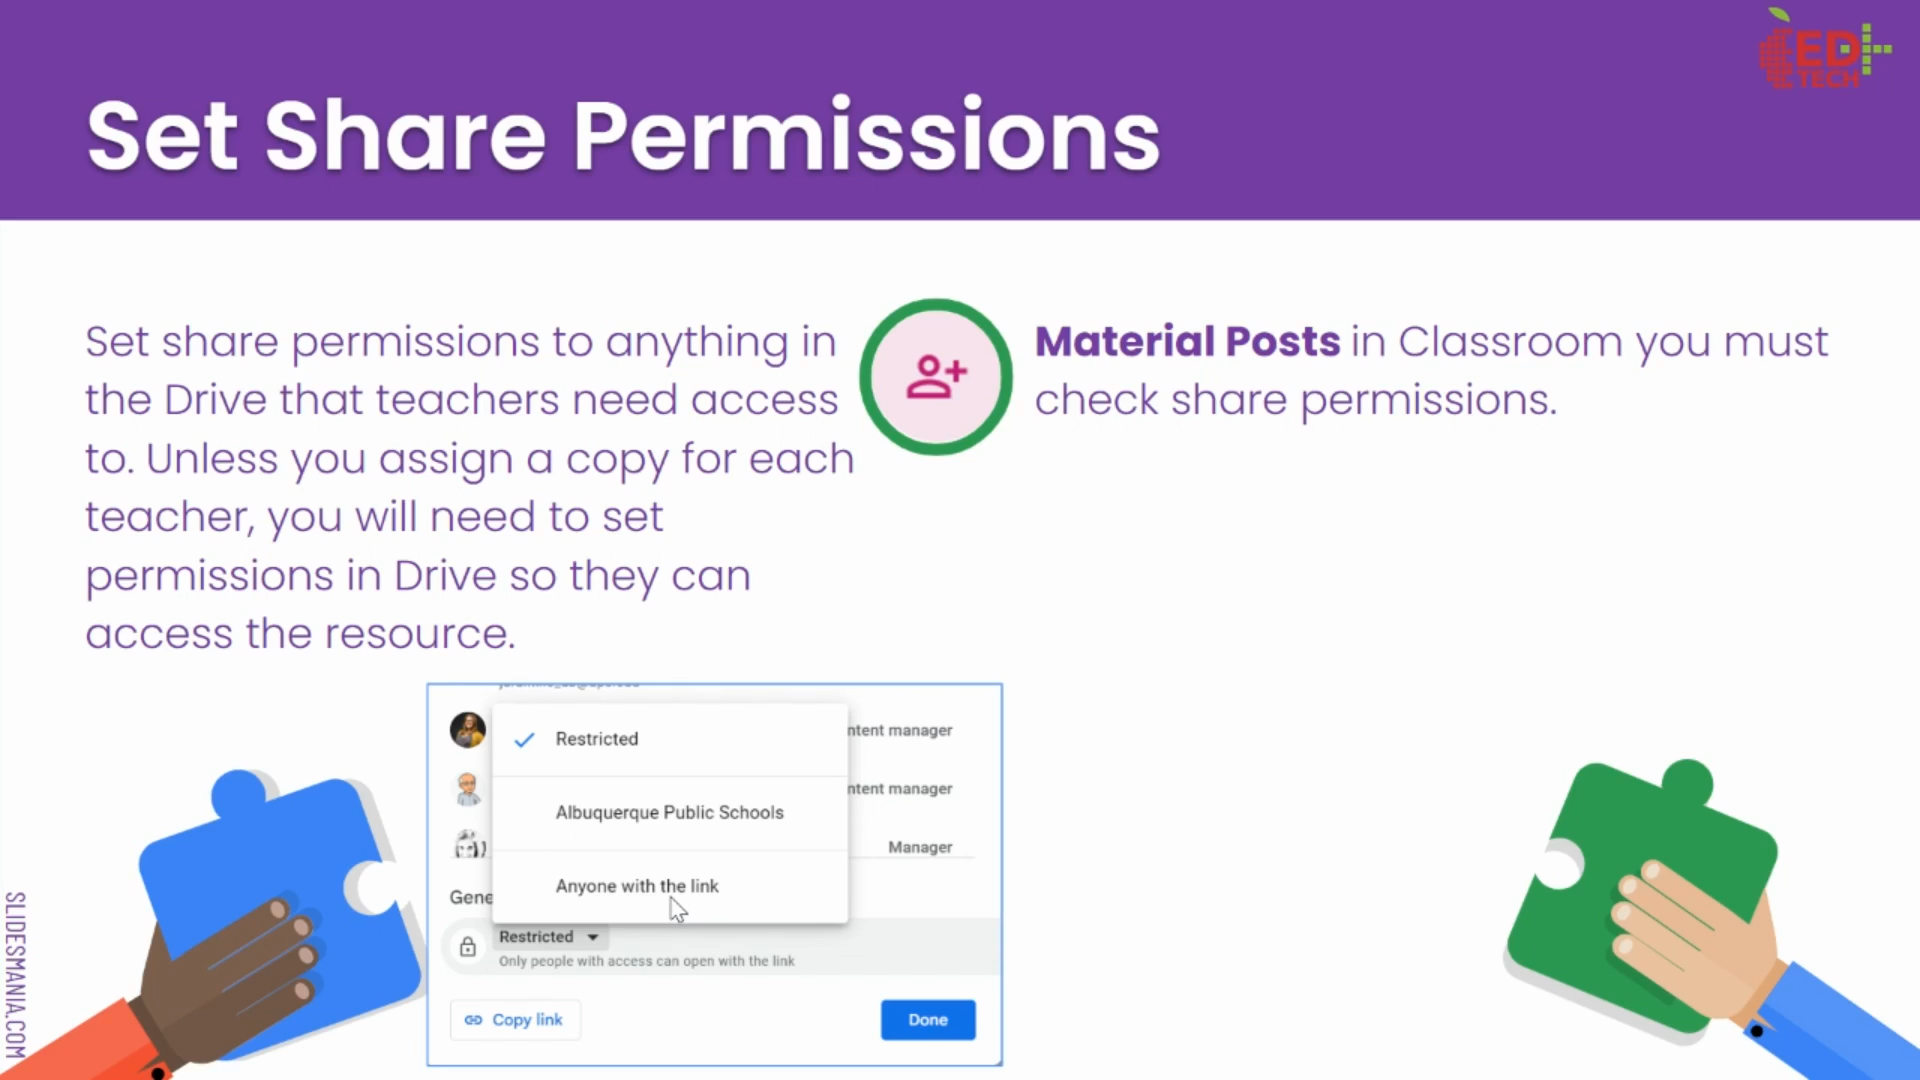 ED
TECH
Set Share Permissions
Set share permissions to anything in
the Drive that teachers need access
to. Unless you assign a copy for each
teacher, you will need to set
permissions in Drive so they can
access the resource.
Material Posts in Classroom you must
check share permissions.
Restricted
ntent manager
Albuquerque Public Schools
ntent manager
Manager
Anyone with the link
Gene
Restricted
Only people with access can open with the link
Copy link
Done
SLIDESMANIA.COM